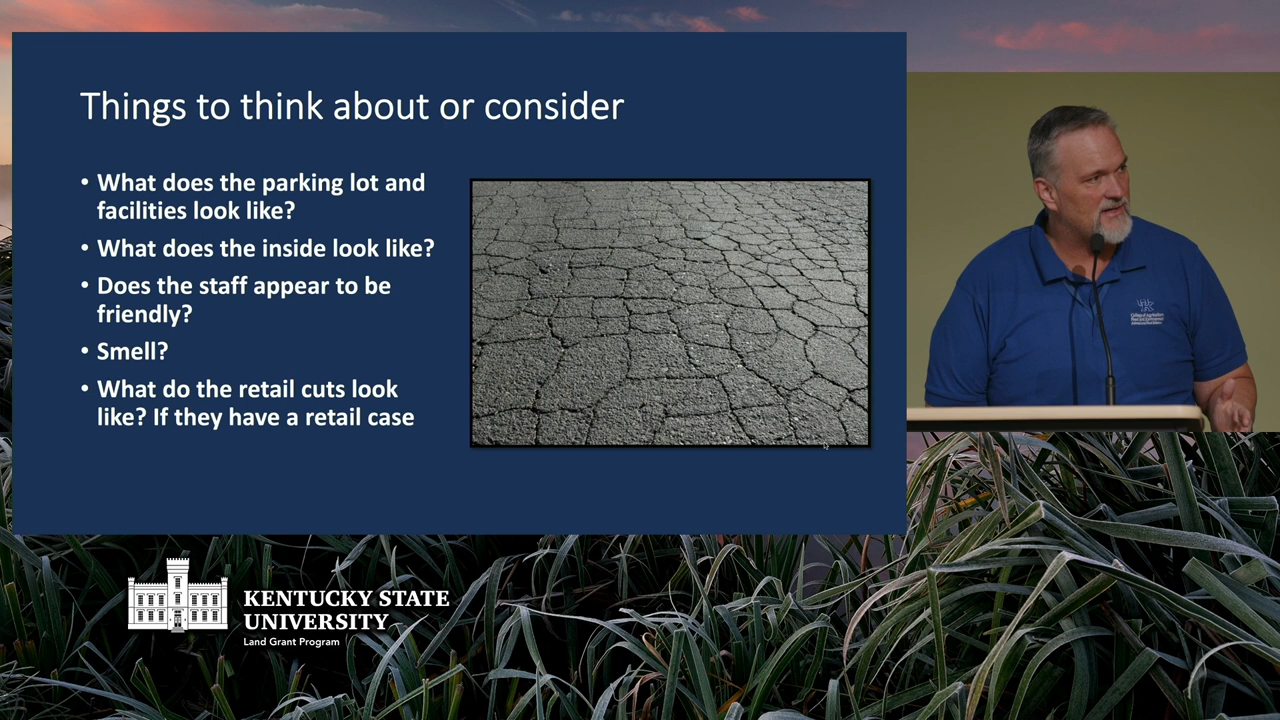 Things to think about or consider
• What does the parking lot and
facilities look like?
• What does the inside look like?
• Does the staff appear to be
friendly?
• Smell?
• What do the retail cuts look
like? If they have a retail case
KENTUCKY STATE
UNIVERSITY
Land Grant Program